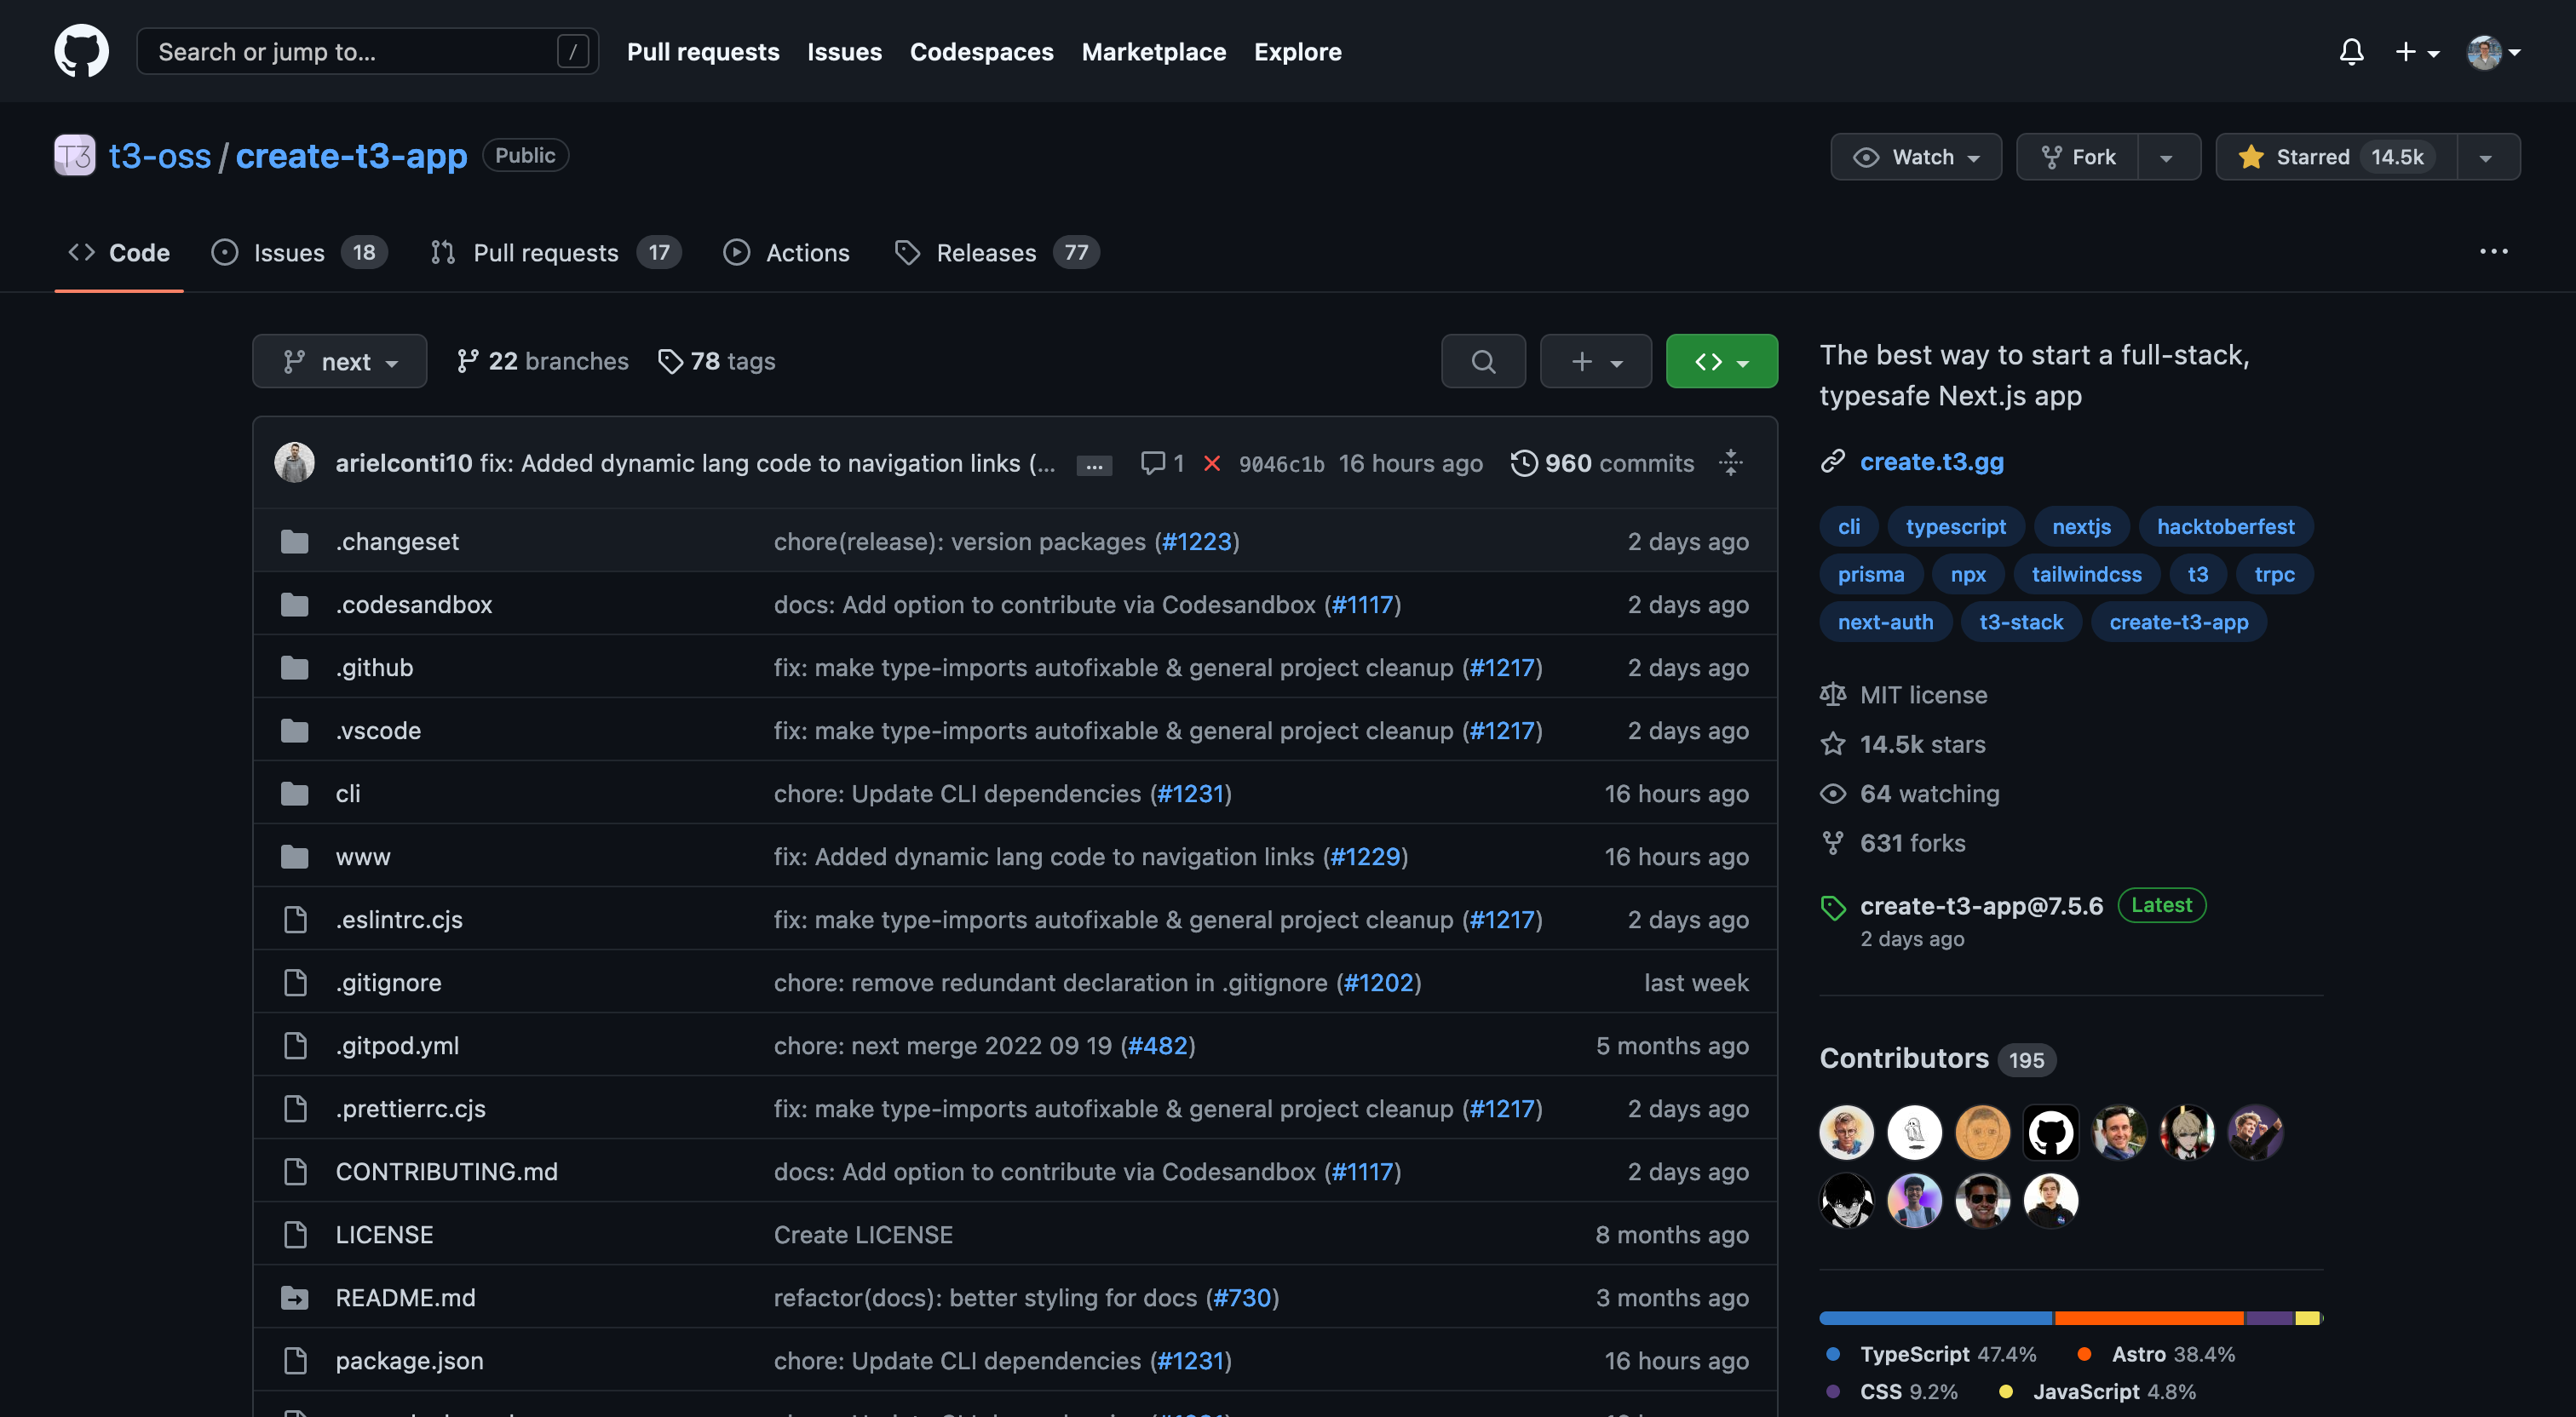 Search or jump to... / Pull requests Issues Codespaces Marketplace Explore
T3 t3-oss / create-t3-app Public Watch Fork Starred 14.5k
Code Issues 18 Pull requests 17 Actions Releases 77 ...
next 22 branches 78 tags
arielconti10 fix: Added dynamic lang code to navigation links (... ... 1 9046c1b 16 hours ago 960 commits
.changeset chore(release): version packages (#1223) 2 days ago
.codesandbox docs: Add option to contribute via Codesandbox (#1117) 2 days ago
.github fix: make type-imports autofixable & general project cleanup (#1217) 2 days ago
.vscode fix: make type-imports autofixable & general project cleanup (#1217) 2 days ago
cli chore: Update CLI dependencies (#1231) 16 hours ago
www fix: Added dynamic lang code to navigation links (#1229) 16 hours ago
.eslintrc.cjs fix: make type-imports autofixable & general project cleanup (#1217) 2 days ago
.gitignore chore: remove redundant declaration in .gitignore (#1202) last week
.gitpod.yml chore: next merge 2022 09 19 (#482) 5 months ago
.prettierrc.cjs fix: make type-imports autofixable & general project cleanup (#1217) 2 days ago
CONTRIBUTING.md docs: Add option to contribute via Codesandbox (#1117) 2 days ago
LICENSE Create LICENSE 8 months ago
README.md refactor(docs): better styling for docs (#730) 3 months ago
package.json chore: Update CLI dependencies (#1231) 16 hours ago
The best way to start a full-stack,
typesafe Next.js app
create.t3.gg
cli typescript nextjs hacktoberfest
prisma npx tailwindcss t3 trpc
next-auth t3-stack create-t3-app
MIT license
14.5k stars
64 watching
631 forks
create-t3-app@7.5.6 Latest
2 days ago
Contributors 195
TypeScript 47.4% Astro 38.4%
CSS 9.2% JavaScript 4.8%